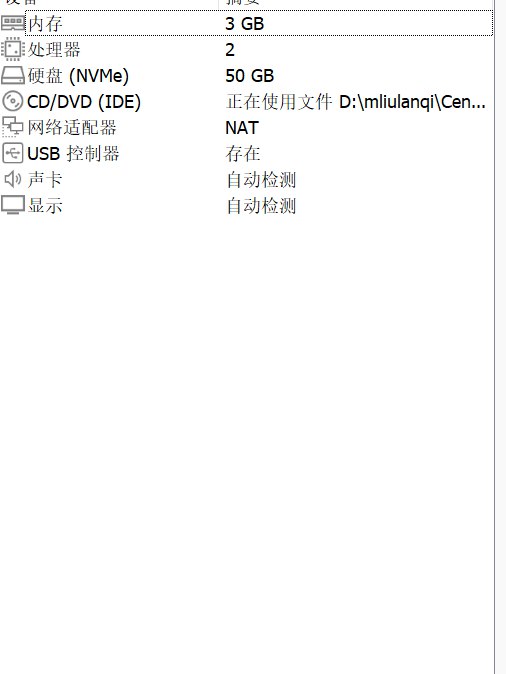 设备 摘要
内存 3 GB
处理器 2
硬盘 (NVMe) 50 GB
CD/DVD (IDE) 正在使用文件 D:\mliulanqi\Cen...
网络适配器 NAT
USB 控制器 存在
声卡 自动检测
显示 自动检测